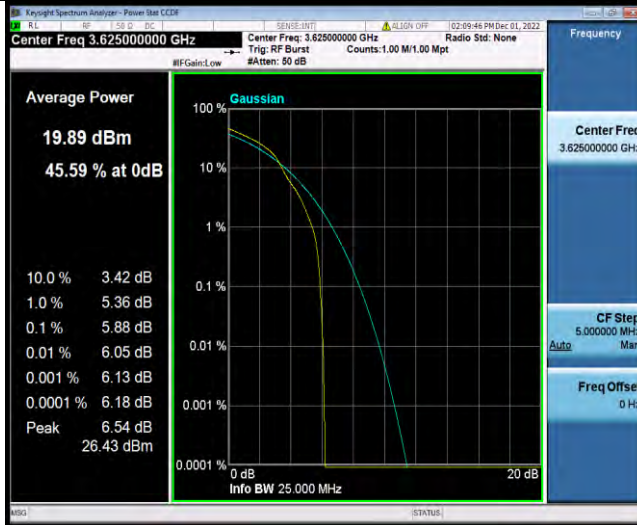 Keysight Spectrum Analyzer - Power Stat CCDF
RL RF 50 Ω DC SENSE:INT ALIGN OFF 02:09:46 PM Dec 01, 2022
Center Freq 3.625000000 GHz
Center Freq: 3.625000000 GHz Radio Std: None
Trig: RF Burst Counts:1.00 M/1.00 Mpt
#IFGain:Low #Atten: 50 dB
Frequency
Average Power
19.89 dBm
45.59 % at 0dB
10.0 % 3.42 dB
1.0 % 5.36 dB
0.1 % 5.88 dB
0.01 % 6.05 dB
0.001 % 6.13 dB
0.0001 % 6.18 dB
Peak 6.54 dB
26.43 dBm
Gaussian
100 %
10 %
1 %
0.1 %
0.01 %
0.001 %
0.0001 %
0 dB 20 dB
Info BW 25.000 MHz
Center Freq
3.625000000 GHz
CF Step
5.000000 MHz
Auto Man
Freq Offse
0 Hz
MSG STATUS